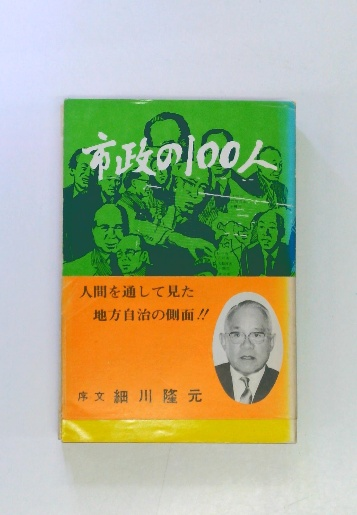 市政の100人
人間を通して見た
地方自治の側面!!
序文 細川隆元